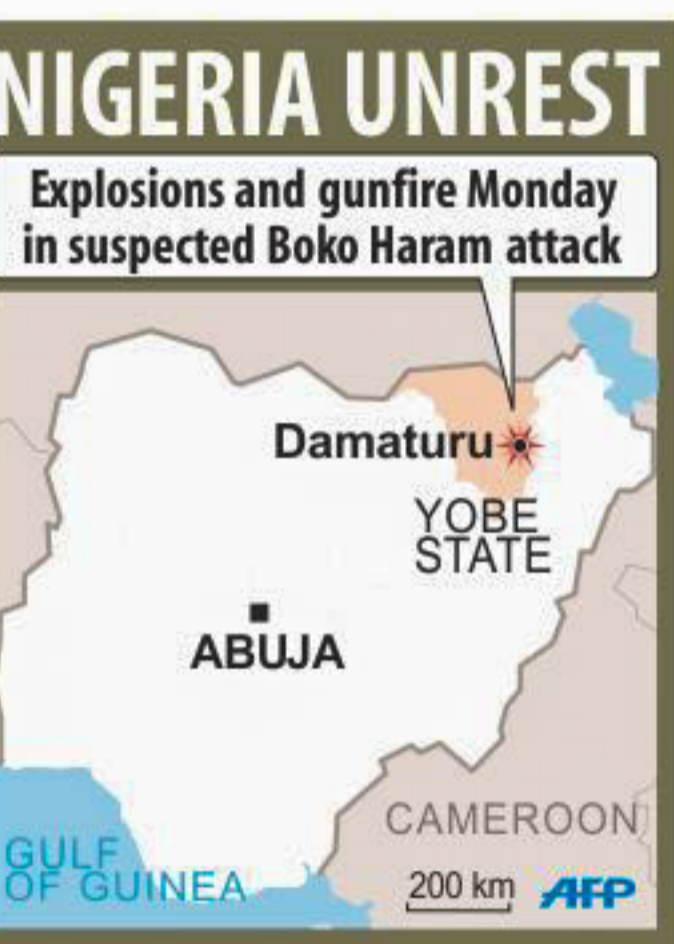 NIGERIA UNREST
Explosions and gunfire Monday
in suspected Boko Haram attack
Damaturu
YOBE
STATE
ABUJA
CAMEROON
GULF
OF GUINEA
200 km
AFP